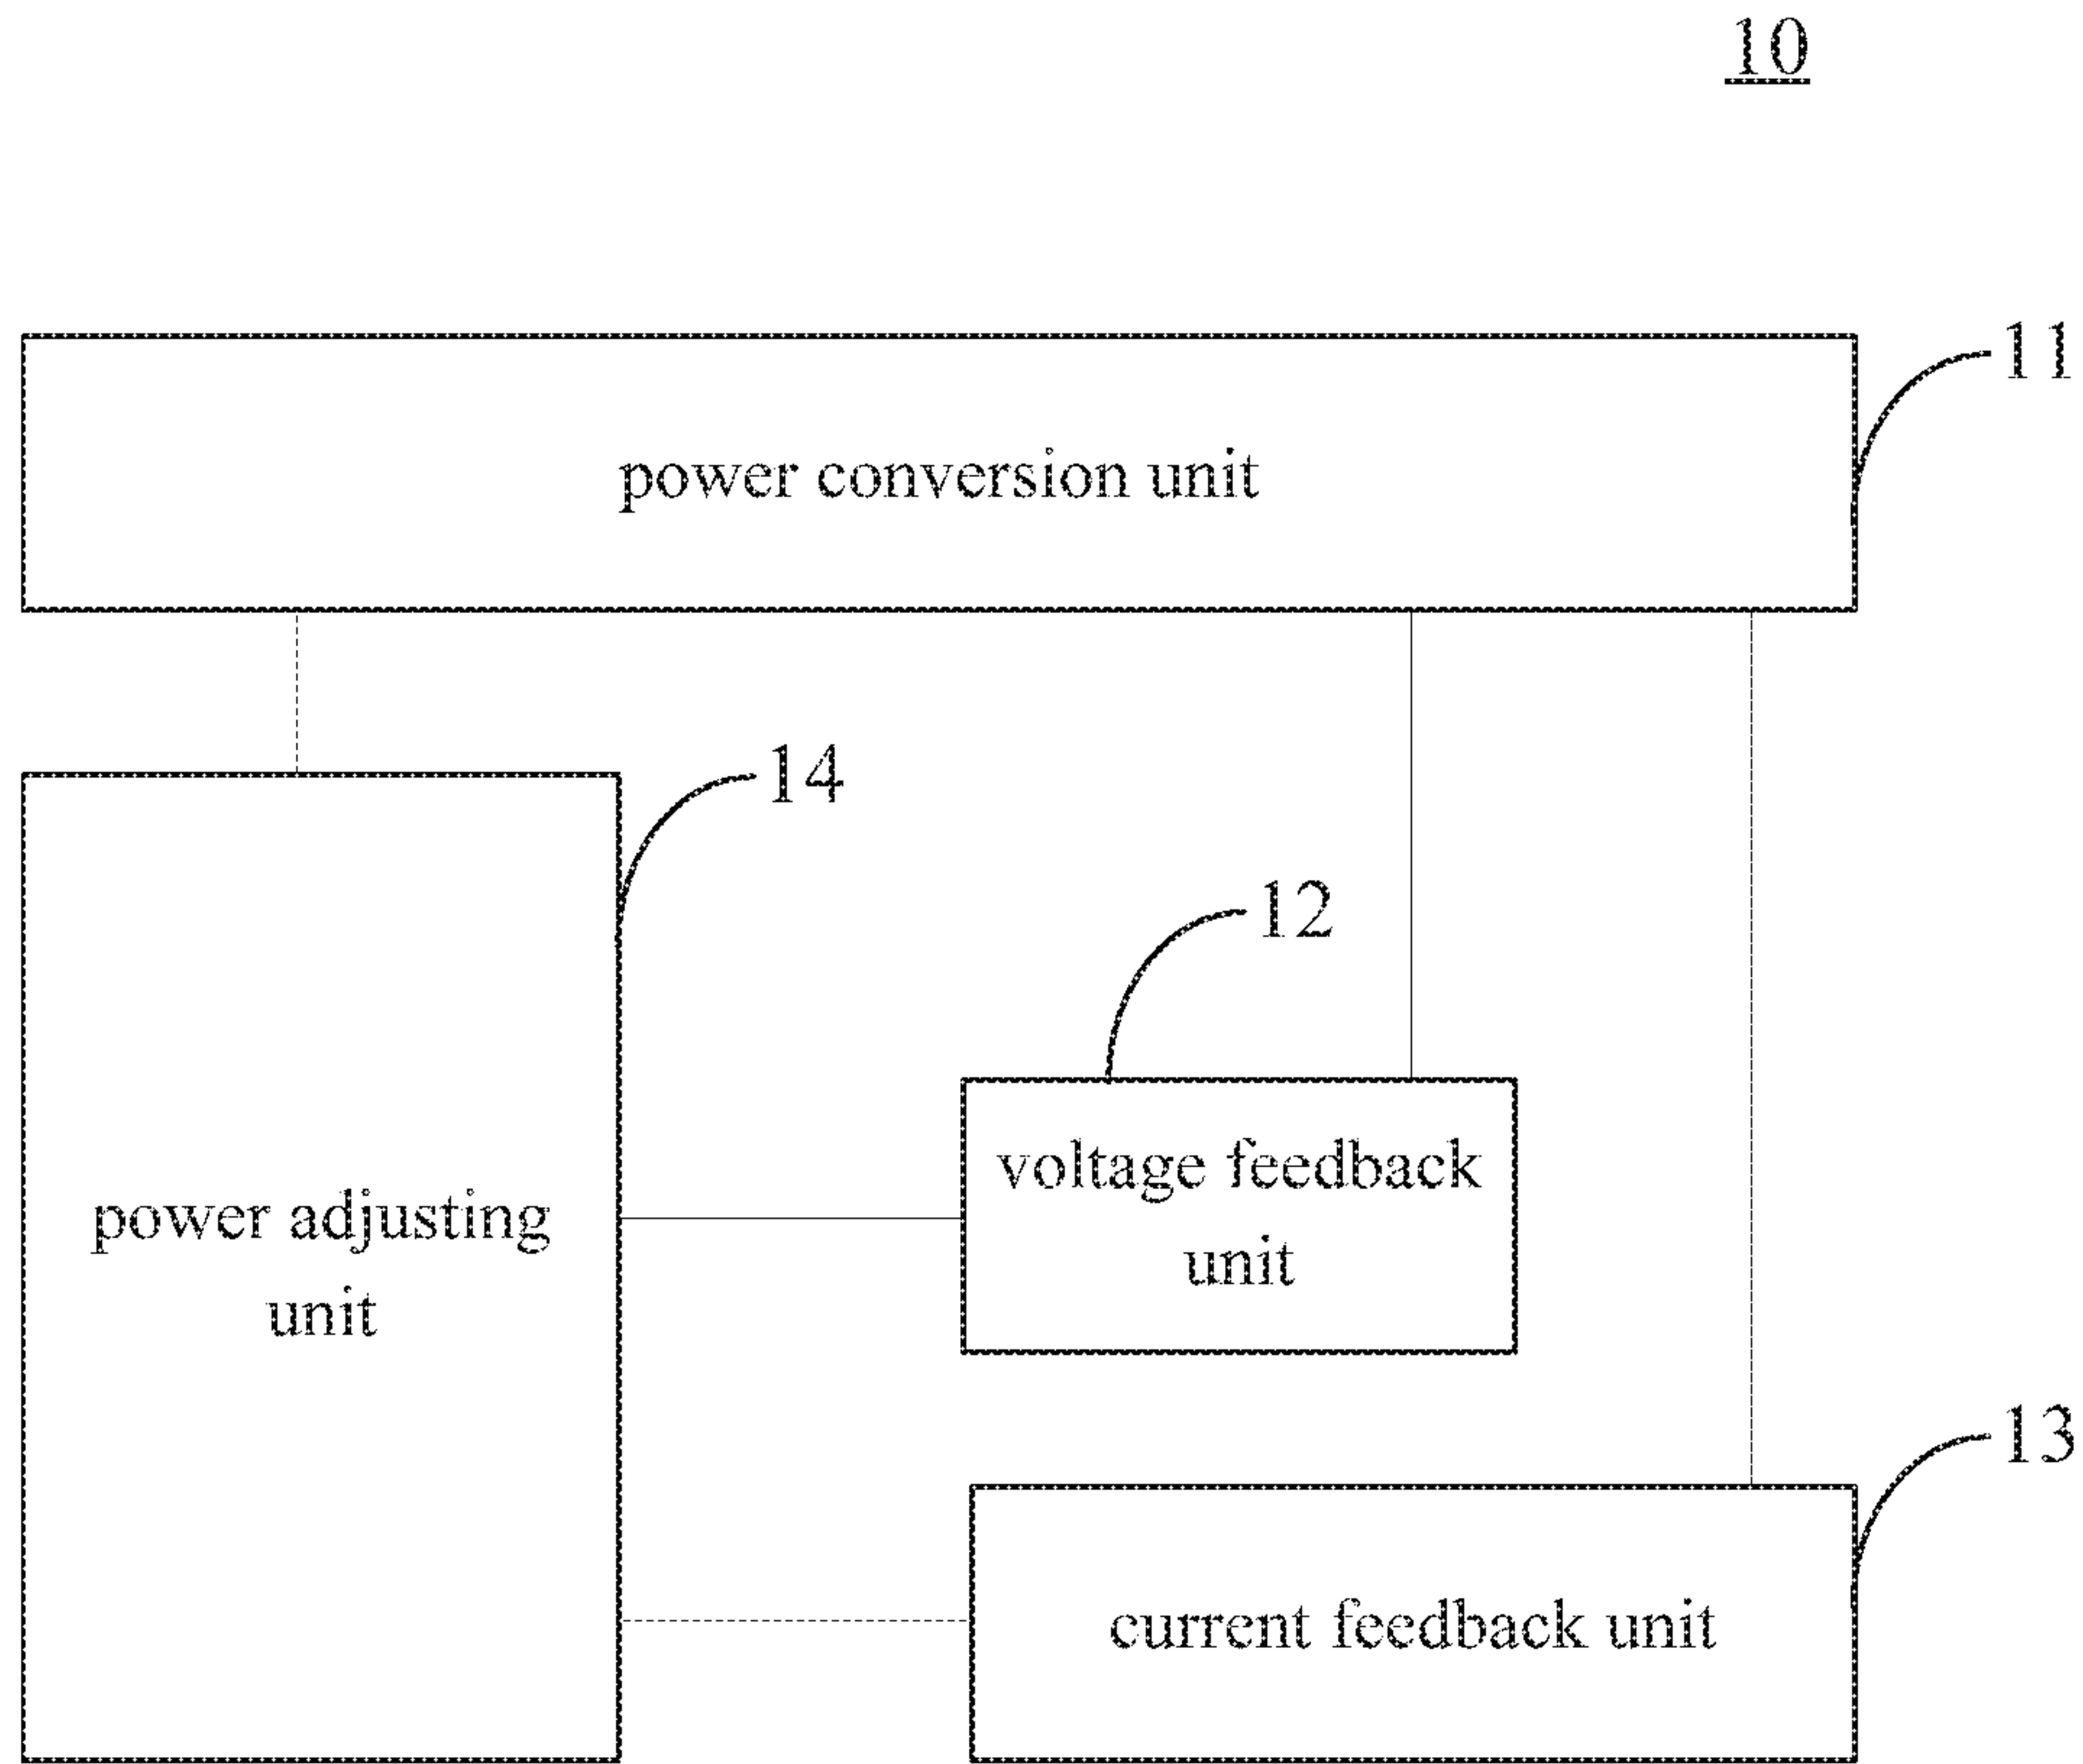 10
11
power conversion unit
14
12
voltage feedback
unit
power adjusting
unit
13
current feedback unit